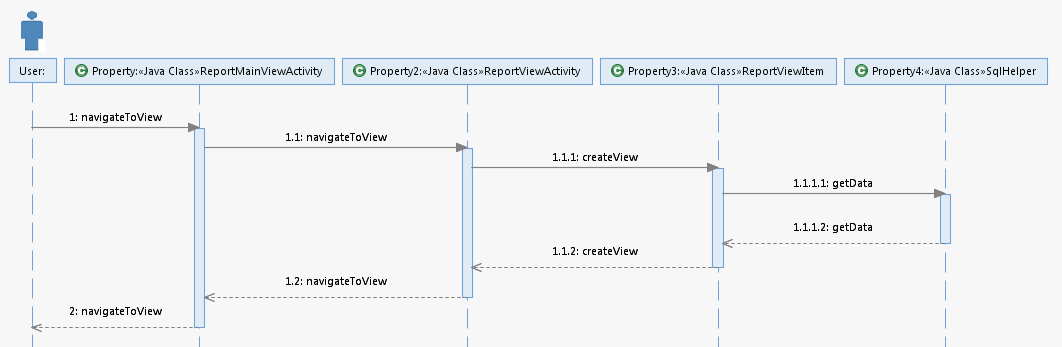 User:
C Property:«Java Class»ReportMainViewActivity
C Property2:«Java Class»ReportViewActivity
C Property3:«Java Class»ReportViewItem
C Property4:«Java Class»SqlHelper
1: navigateToView
1.1: navigateToView
1.1.1: createView
1.1.1.1: getData
1.1.1.2: getData
1.1.2: createView
1.2: navigateToView
2: navigateToView